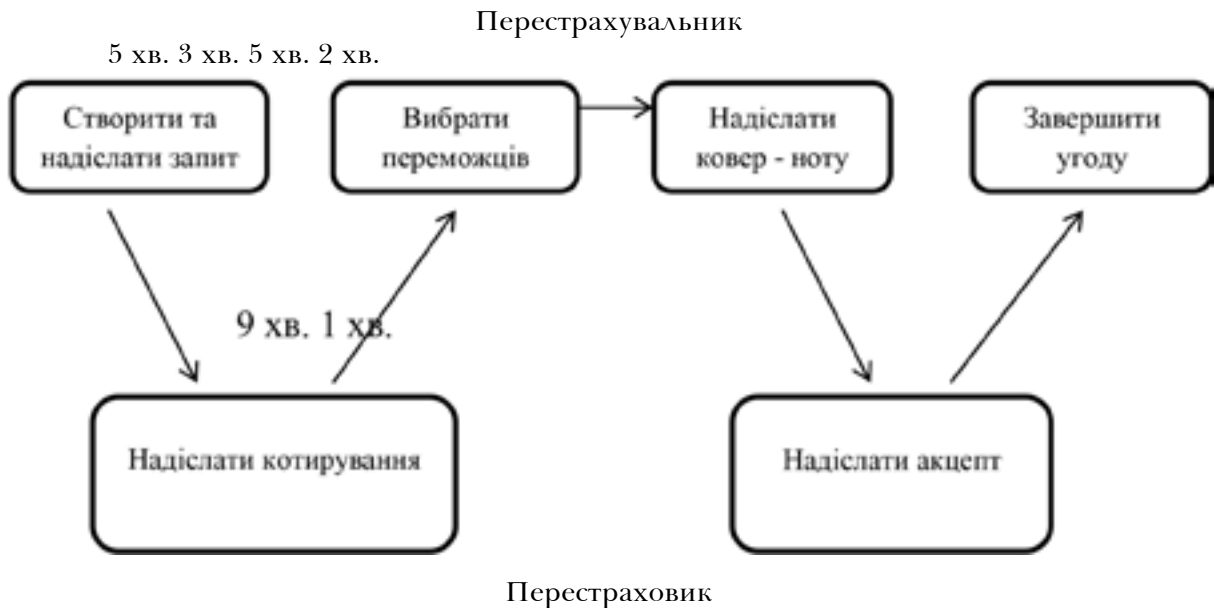 Перестрахувальник
5 хв. 3 хв. 5 хв. 2 хв.
Створити та
надіслати запит
Вибрати
переможців
Надіслати
ковер - ноту
Завершити
угоду
9 хв. 1 хв.
Надіслати котирування
Надіслати акцепт
Перестраховик